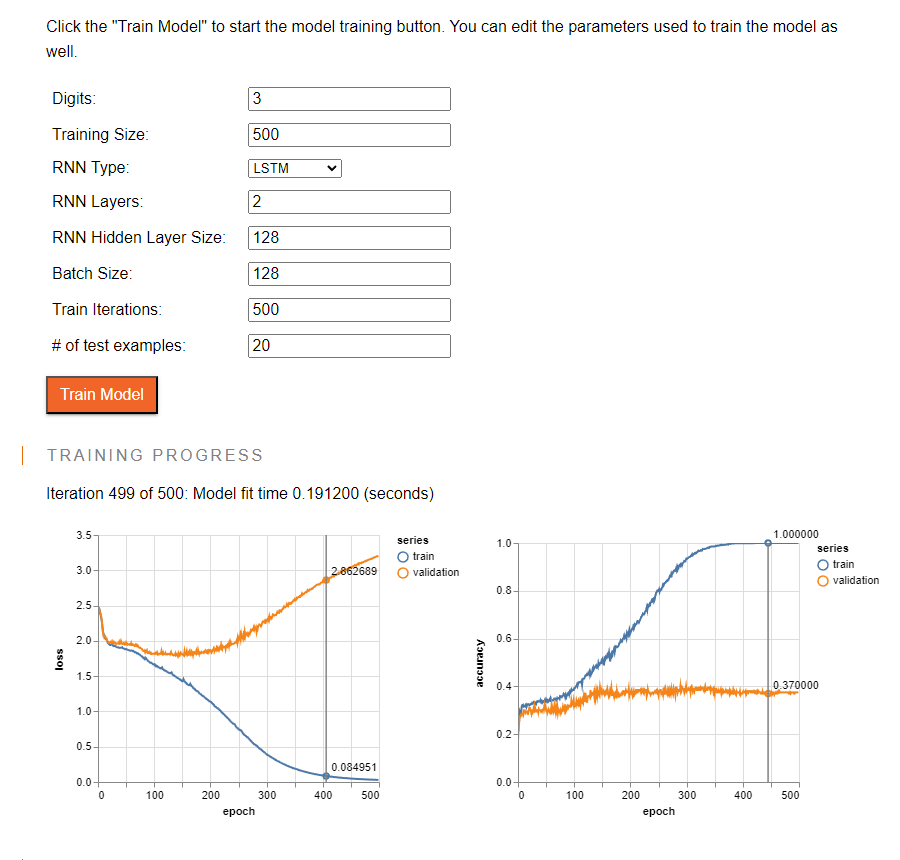 Click the "Train Model" to start the model training button. You can edit the parameters used to train the model as
well.
Digits: 3
Training Size: 500
RNN Type: LSTM
RNN Layers: 2
RNN Hidden Layer Size: 128
Batch Size: 128
Train Iterations: 500
# of test examples: 20
Train Model
TRAINING PROGRESS
Iteration 499 of 500: Model fit time 0.191200 (seconds)
3.5
3.0
2.5
2.0
1.5
1.0
0.5
0.0
loss
0 100 200 300 400 500
epoch
2.862689
0.084951
series
train
validation
1.0
0.8
0.6
0.4
0.2
0.0
accuracy
0 100 200 300 400 500
epoch
1.000000
0.370000
series
train
validation